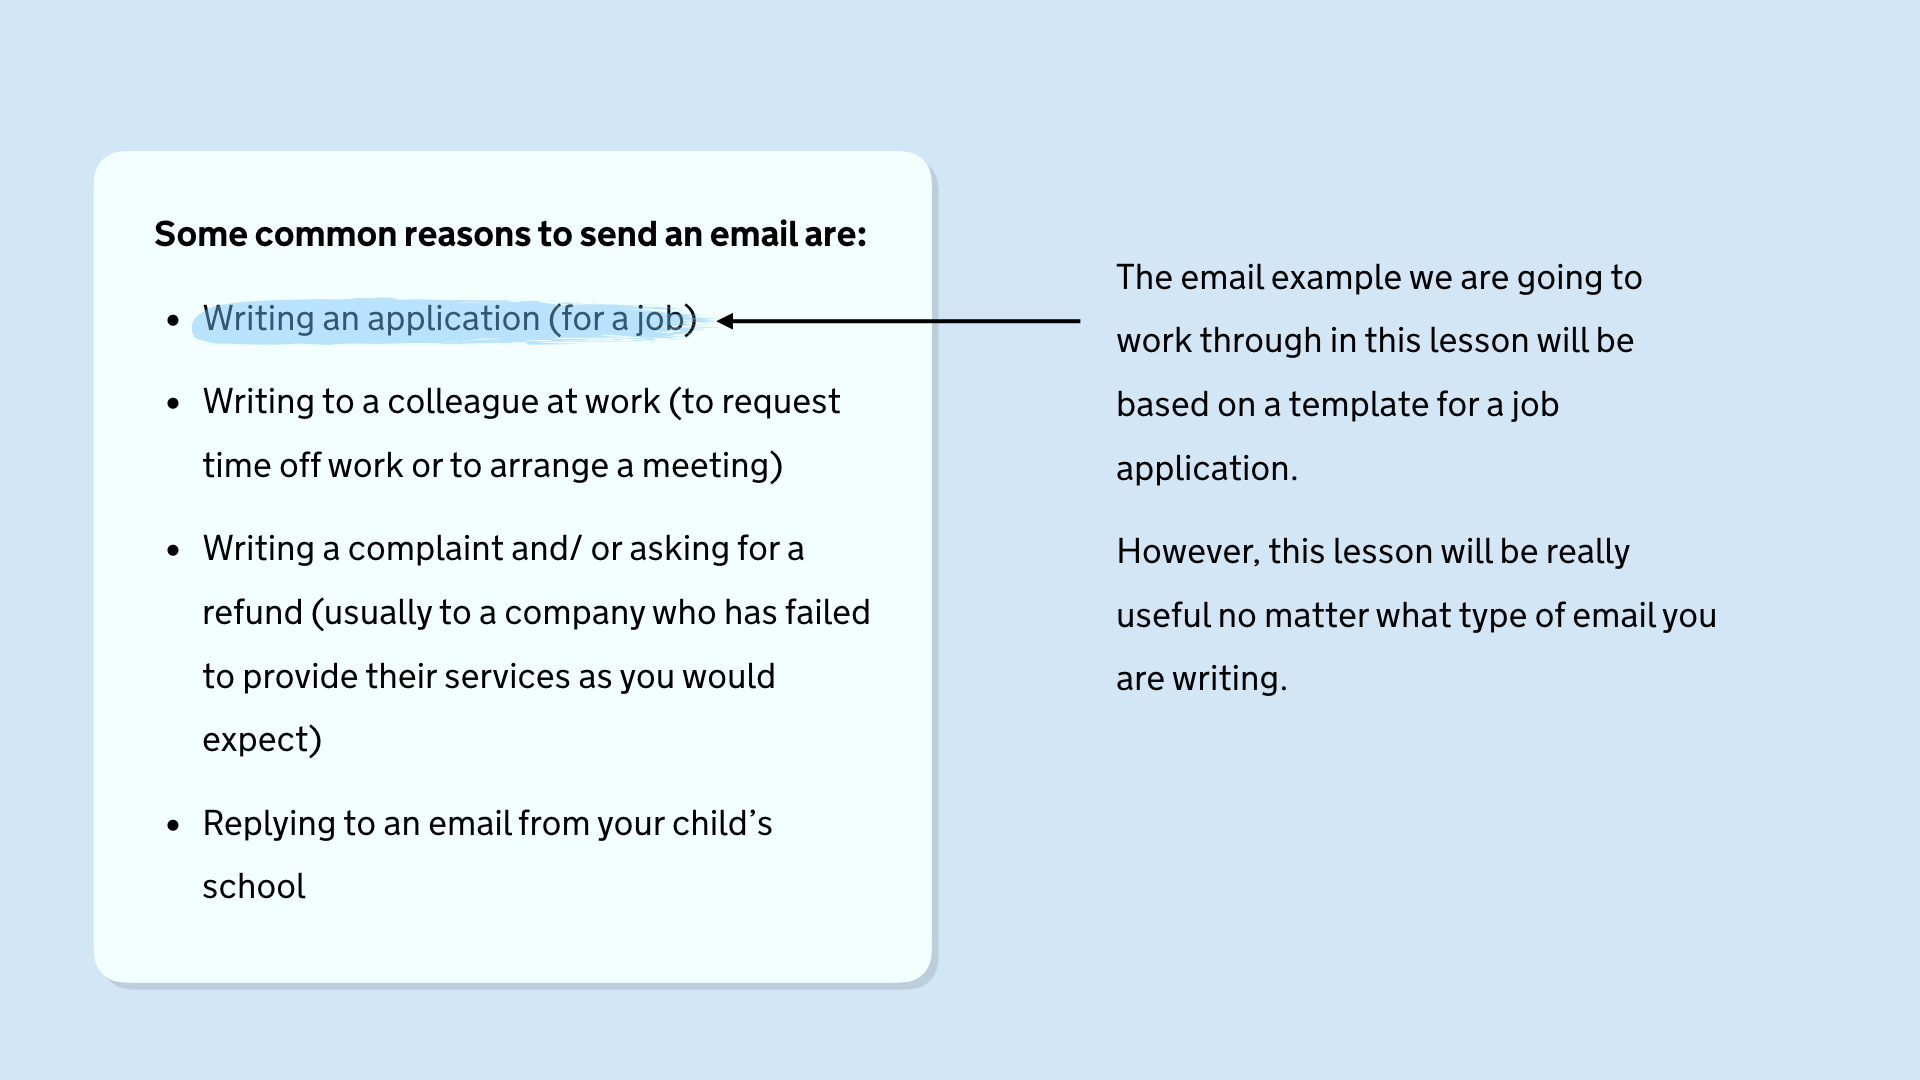 Some common reasons to send an email are:
• Writing an application (for a job)
• Writing to a colleague at work (to request
time off work or to arrange a meeting)
• Writing a complaint and/ or asking for a
refund (usually to a company who has failed
to provide their services as you would
expect)
• Replying to an email from your child’s
school
The email example we are going to
work through in this lesson will be
based on a template for a job
application.
However, this lesson will be really
useful no matter what type of email you
are writing.